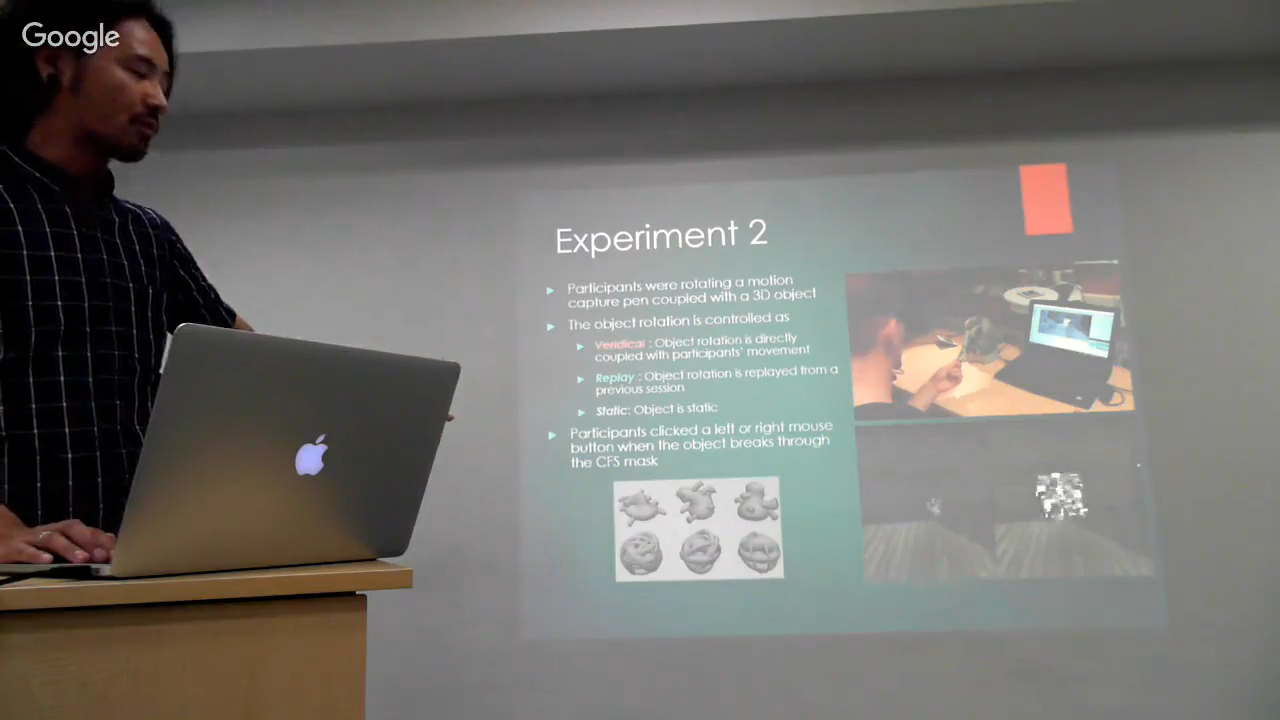 Google
Experiment 2
Participants were rotating a motion
capture pen coupled with a 3D object
The object rotation is controlled as
Veridical : Object rotation is directly
coupled with participants' movement
Replay : Object rotation is replayed from a
previous session
Static: Object is static
Participants clicked a left or right mouse
button when the object breaks through
the CFS mask